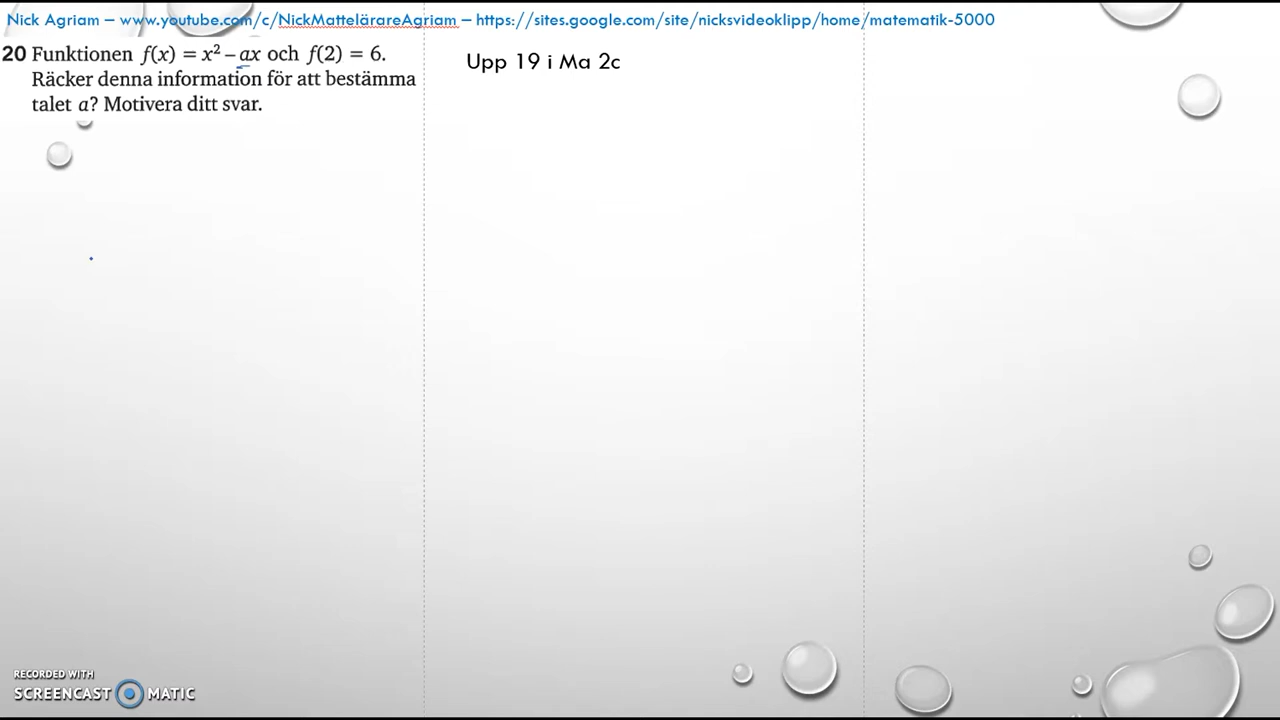 Nick Agriam – www.youtube.com/c/NickMattelärareAgriam – https://sites.google.com/site/nicksvideoklipp/home/matematik-5000
20 Funktionen f(x) = x² – ax och f(2) = 6.
Räcker denna information för att bestämma
talet a? Motivera ditt svar.
Upp 19 i Ma 2c
RECORDED WITH
SCREENCAST MATIC